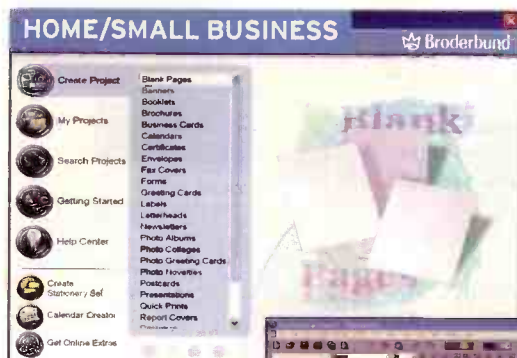 HOME/SMALL BUSINESS
Broderbund
Create Project
My Projects
Search Projects
Getting Started
Help Center
Create
Stationery Set
Calendar Creator
Get Online Extras
Blank Pages
Banners
Booklets
Brochures
Business Cards
Calendars
Certificates
Envelopes
Fax Covers
Forms
Greeting Cards
Labels
Letterheads
Newsletters
Photo Albums
Photo Collages
Photo Greeting Cards
Photo Novelties
Postcards
Presentations
Quick Prints
Report Covers
Blank
Pages